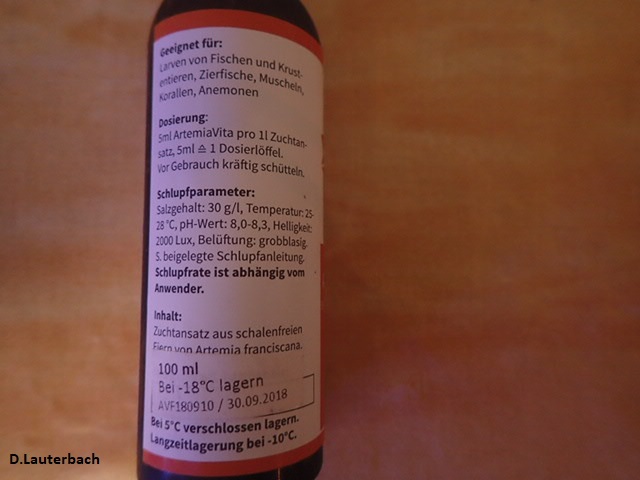 Geeignet für:
Larven von Fischen und Krust-
entieren, Zierfische, Muscheln,
Korallen, Anemonen
Dosierung:
5ml ArtemiaVita pro 1l Zuchtan-
satz, 5ml ≙ 1 Dosierlöffel.
Vor Gebrauch kräftig schütteln.
Schlupfparameter:
Salzgehalt: 30 g/l, Temperatur: 25-
28 °C, pH-Wert: 8,0-8,3, Helligkeit:
2000 Lux, Belüftung: grobblasig.
S. beigelegte Schlupfanleitung.
Schlupfrate ist abhängig vom
Anwender.
Inhalt:
Zuchtansatz aus schalenfreien
Eiern von Artemia franciscana.
100 ml
Bei -18°C lagern
AVF180910 / 30.09.2018
Bei 5°C verschlossen lagern.
Langzeitlagerung bei -10°C.
D.Lauterbach